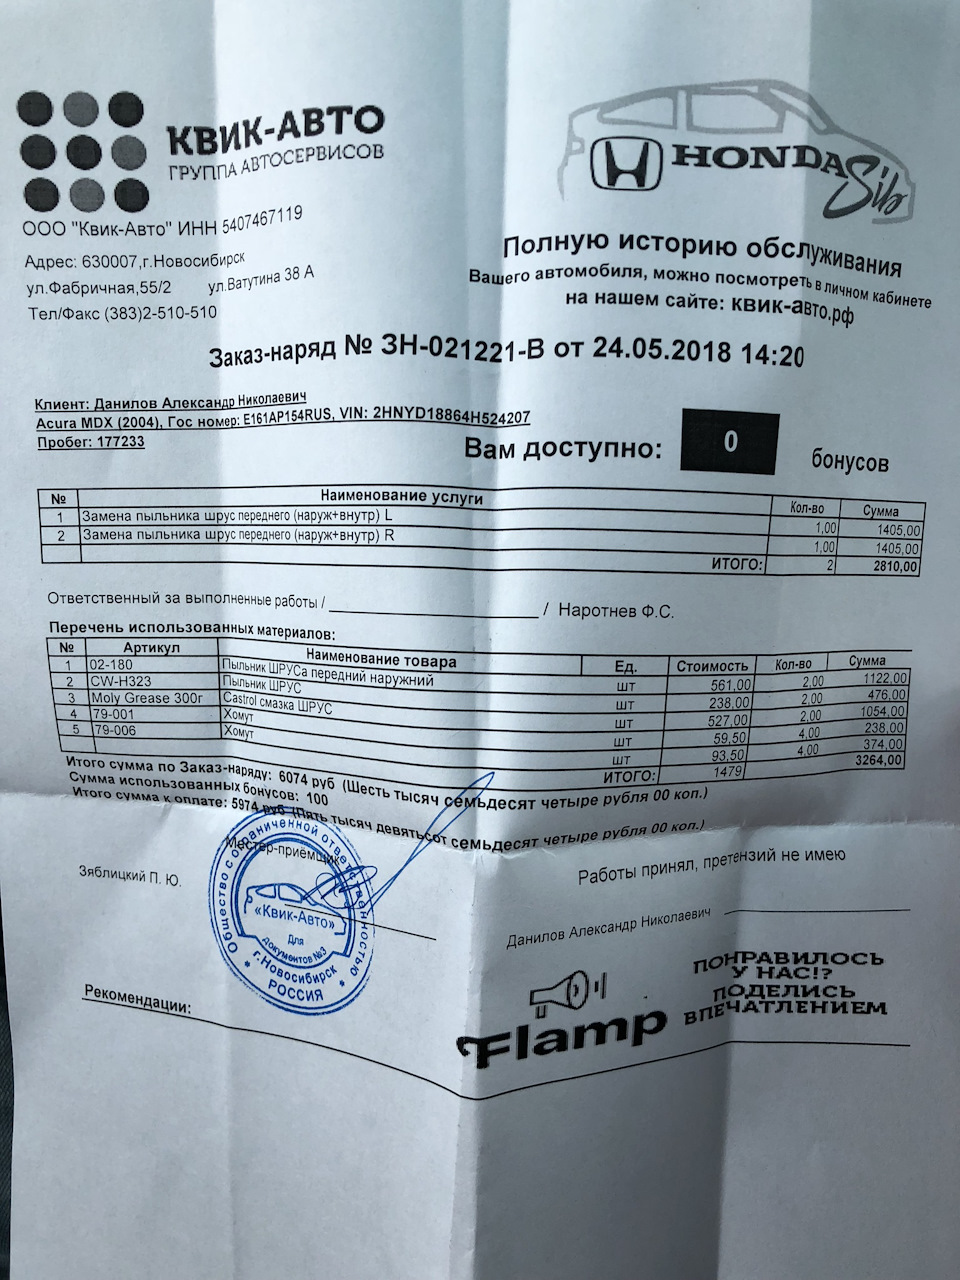 КВИК-АВТО
ГРУППА АВТОСЕРВИСОВ
HONDA
Sib
ООО "Квик-Авто" ИНН 5407467119
Адрес: 630007,г.Новосибирск
ул.Фабричная,55/2 ул.Ватутина 38 А
Тел/Факс (383)2-510-510
Полную историю обслуживания
Вашего автомобиля, можно посмотреть в личном кабинете
на нашем сайте: квик-авто.рф
Заказ-наряд № ЗН-021221-В от 24.05.2018 14:20
Клиент: Данилов Александр Николаевич
Acura MDX (2004), Гос номер: E161AP154RUS, VIN: 2HNYD18864H524207
Пробег: 177233
Вам доступно: 0 бонусов
№ Наименование услуги Кол-во Сумма
1 Замена пыльника шрус переднего (наруж+внутр) L 1,00 1405,00
2 Замена пыльника шрус переднего (наруж+внутр) R 1,00 1405,00
ИТОГО: 2 2810,00
Ответственный за выполненные работы / / Наротнев Ф.С.
Перечень использованных материалов:
№ Артикул Наименование товара Ед. Стоимость Кол-во Сумма
1 02-180 Пыльник ШРУСа передний наружний шт 561,00 2,00 1122,00
2 CW-H323 Пыльник ШРУС шт 238,00 2,00 476,00
3 Moly Grease 300г Castrol смазка ШРУС шт 527,00 2,00 1054,00
4 79-001 Хомут шт 59,50 4,00 238,00
5 79-006 Хомут шт 93,50 4,00 374,00
ИТОГО: 1479 3264,00
Итого сумма по Заказ-наряду: 6074 руб (Шесть тысяч семьдесят четыре рубля 00 коп.)
Сумма использованных бонусов: 100
Итого сумма к оплате: 5974 руб (Пять тысяч девятьсот семьдесят четыре рубля 00 коп.)
Мастер-приёмщик
Зяблицкий П. Ю.
Общество с ограниченной ответственностью
«Квик-Авто»
Для
документов №3
г.Новосибирск
* РОССИЯ *
Работы принял, претензий не имею
Данилов Александр Николаевич
Рекомендации:
Flamp
ПОНРАВИЛОСЬ
У НАС!?
ПОДЕЛИСЬ
ВПЕЧАТЛЕНИЕМ